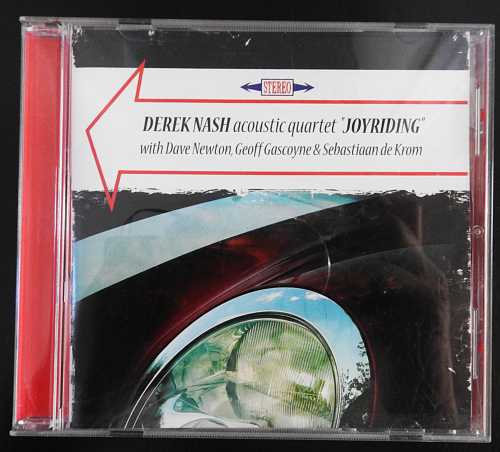 STEREO
DEREK NASH acoustic quartet "JOYRIDING"
with Dave Newton, Geoff Gascoyne & Sebastiaan de Krom